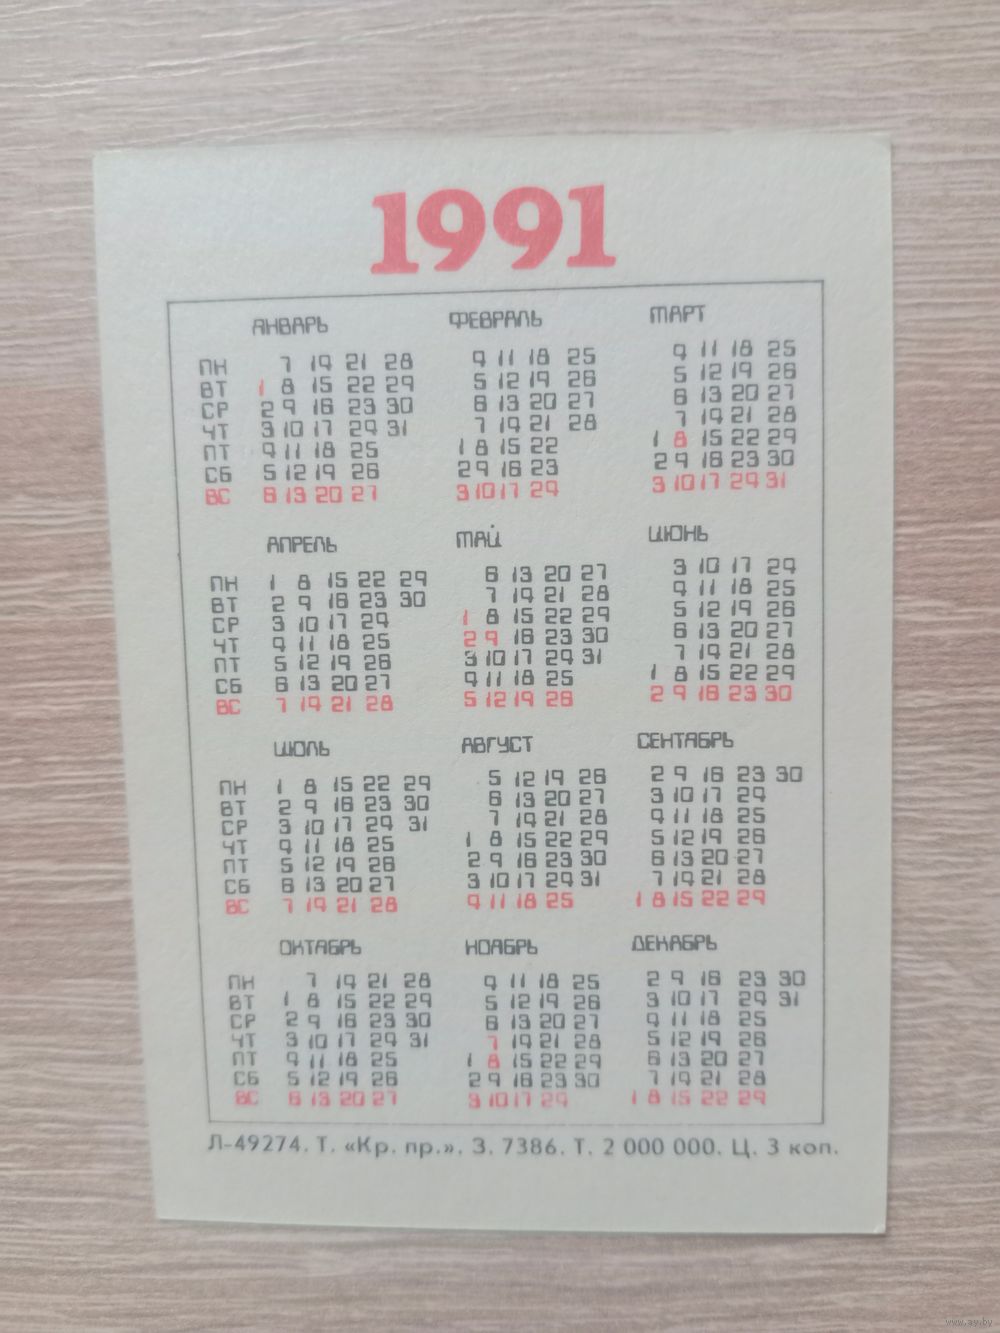 1991
ЯНВАРЬ ФЕВРАЛЬ МАРТ
ПН 7 14 21 28 4 11 18 25 4 11 18 25
ВТ 1 8 15 22 29 5 12 19 26 5 12 19 26
СР 2 9 16 23 30 6 13 20 27 6 13 20 27
ЧТ 3 10 17 24 31 7 14 21 28 7 14 21 28
ПТ 4 11 18 25 1 8 15 22 1 8 15 22 29
СБ 5 12 19 26 2 9 16 23 2 9 16 23 30
ВС 6 13 20 27 3 10 17 24 3 10 17 24 31
АПРЕЛЬ МАЙ ИЮНЬ
ПН 1 8 15 22 29 6 13 20 27 3 10 17 24
ВТ 2 9 16 23 30 7 14 21 28 4 11 18 25
СР 3 10 17 24 1 8 15 22 29 5 12 19 26
ЧТ 4 11 18 25 2 9 16 23 30 6 13 20 27
ПТ 5 12 19 26 3 10 17 24 31 7 14 21 28
СБ 6 13 20 27 4 11 18 25 1 8 15 22 29
ВС 7 14 21 28 5 12 19 26 2 9 16 23 30
ИЮЛЬ АВГУСТ СЕНТЯБРЬ
ПН 1 8 15 22 29 5 12 19 26 2 9 16 23 30
ВТ 2 9 16 23 30 6 13 20 27 3 10 17 24
СР 3 10 17 24 31 7 14 21 28 4 11 18 25
ЧТ 4 11 18 25 1 8 15 22 29 5 12 19 26
ПТ 5 12 19 26 2 9 16 23 30 6 13 20 27
СБ 6 13 20 27 3 10 17 24 31 7 14 21 28
ВС 7 14 21 28 4 11 18 25 1 8 15 22 29
ОКТЯБРЬ НОЯБРЬ ДЕКАБРЬ
ПН 7 14 21 28 4 11 18 25 2 9 16 23 30
ВТ 1 8 15 22 29 5 12 19 26 3 10 17 24 31
СР 2 9 16 23 30 6 13 20 27 4 11 18 25
ЧТ 3 10 17 24 31 7 14 21 28 5 12 19 26
ПТ 4 11 18 25 1 8 15 22 29 6 13 20 27
СБ 5 12 19 26 2 9 16 23 30 7 14 21 28
ВС 6 13 20 27 3 10 17 24 1 8 15 22 29
Л-49274. Т. «Кр. пр.». З. 7386. Т. 2 000 000. Ц. 3 коп.
www.ay.by